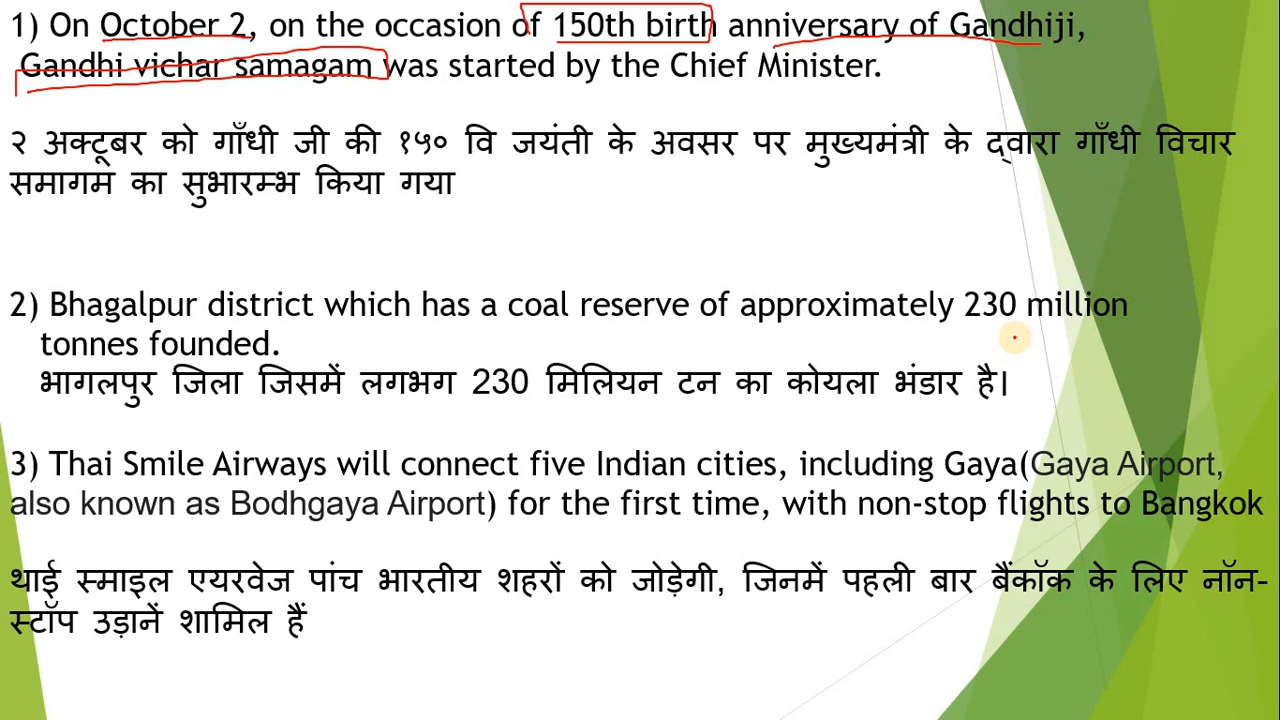 1) On October 2, on the occasion of 150th birth anniversary of Gandhiji,
Gandhi vichar samagam was started by the Chief Minister.
२ अक्टूबर को गाँधी जी की १५० वि जयंती के अवसर पर मुख्यमंत्री के द्वारा गाँधी विचार
समागम का सुभारम्भ किया गया
2) Bhagalpur district which has a coal reserve of approximately 230 million
tonnes founded.
भागलपुर जिला जिसमें लगभग 230 मिलियन टन का कोयला भंडार है।
3) Thai Smile Airways will connect five Indian cities, including Gaya(Gaya Airport,
also known as Bodhgaya Airport) for the first time, with non-stop flights to Bangkok
थाई स्माइल एयरवेज पांच भारतीय शहरों को जोड़ेगी, जिनमें पहली बार बैंकॉक के लिए नॉन-
स्टॉप उड़ानें शामिल हैं